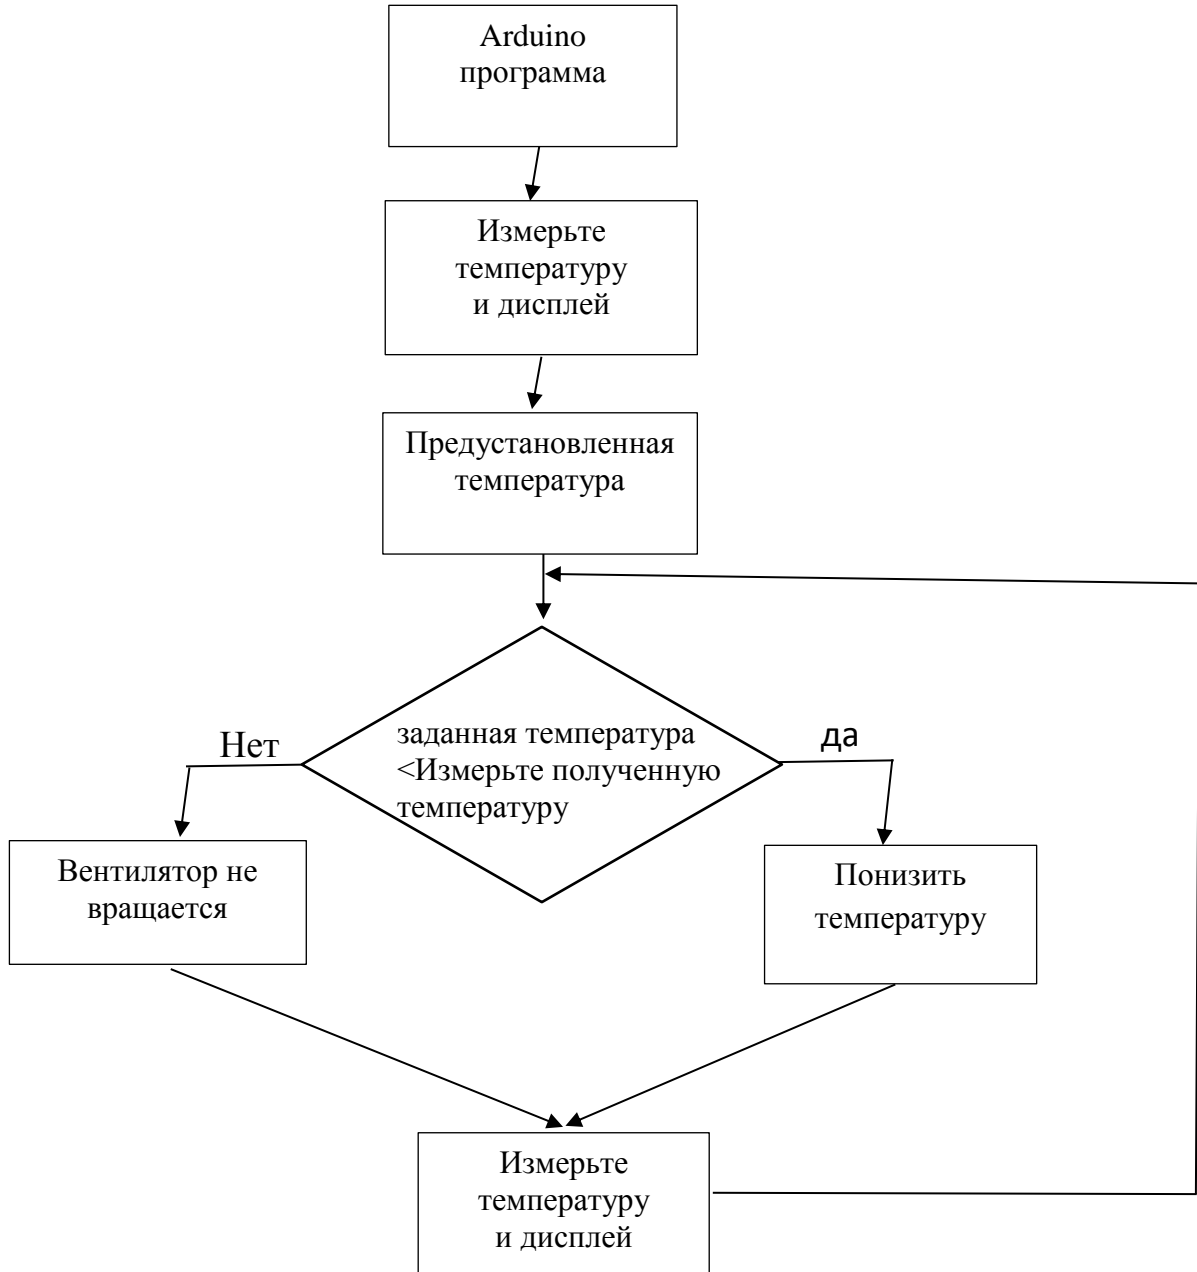 Arduino
программа
Измерьте
температуру
и дисплей
Предустановленная
температура
заданная температура
<Измерьте полученную
температуру
Нет
да
Вентилятор не
вращается
Понизить
температуру
Измерьте
температуру
и дисплей